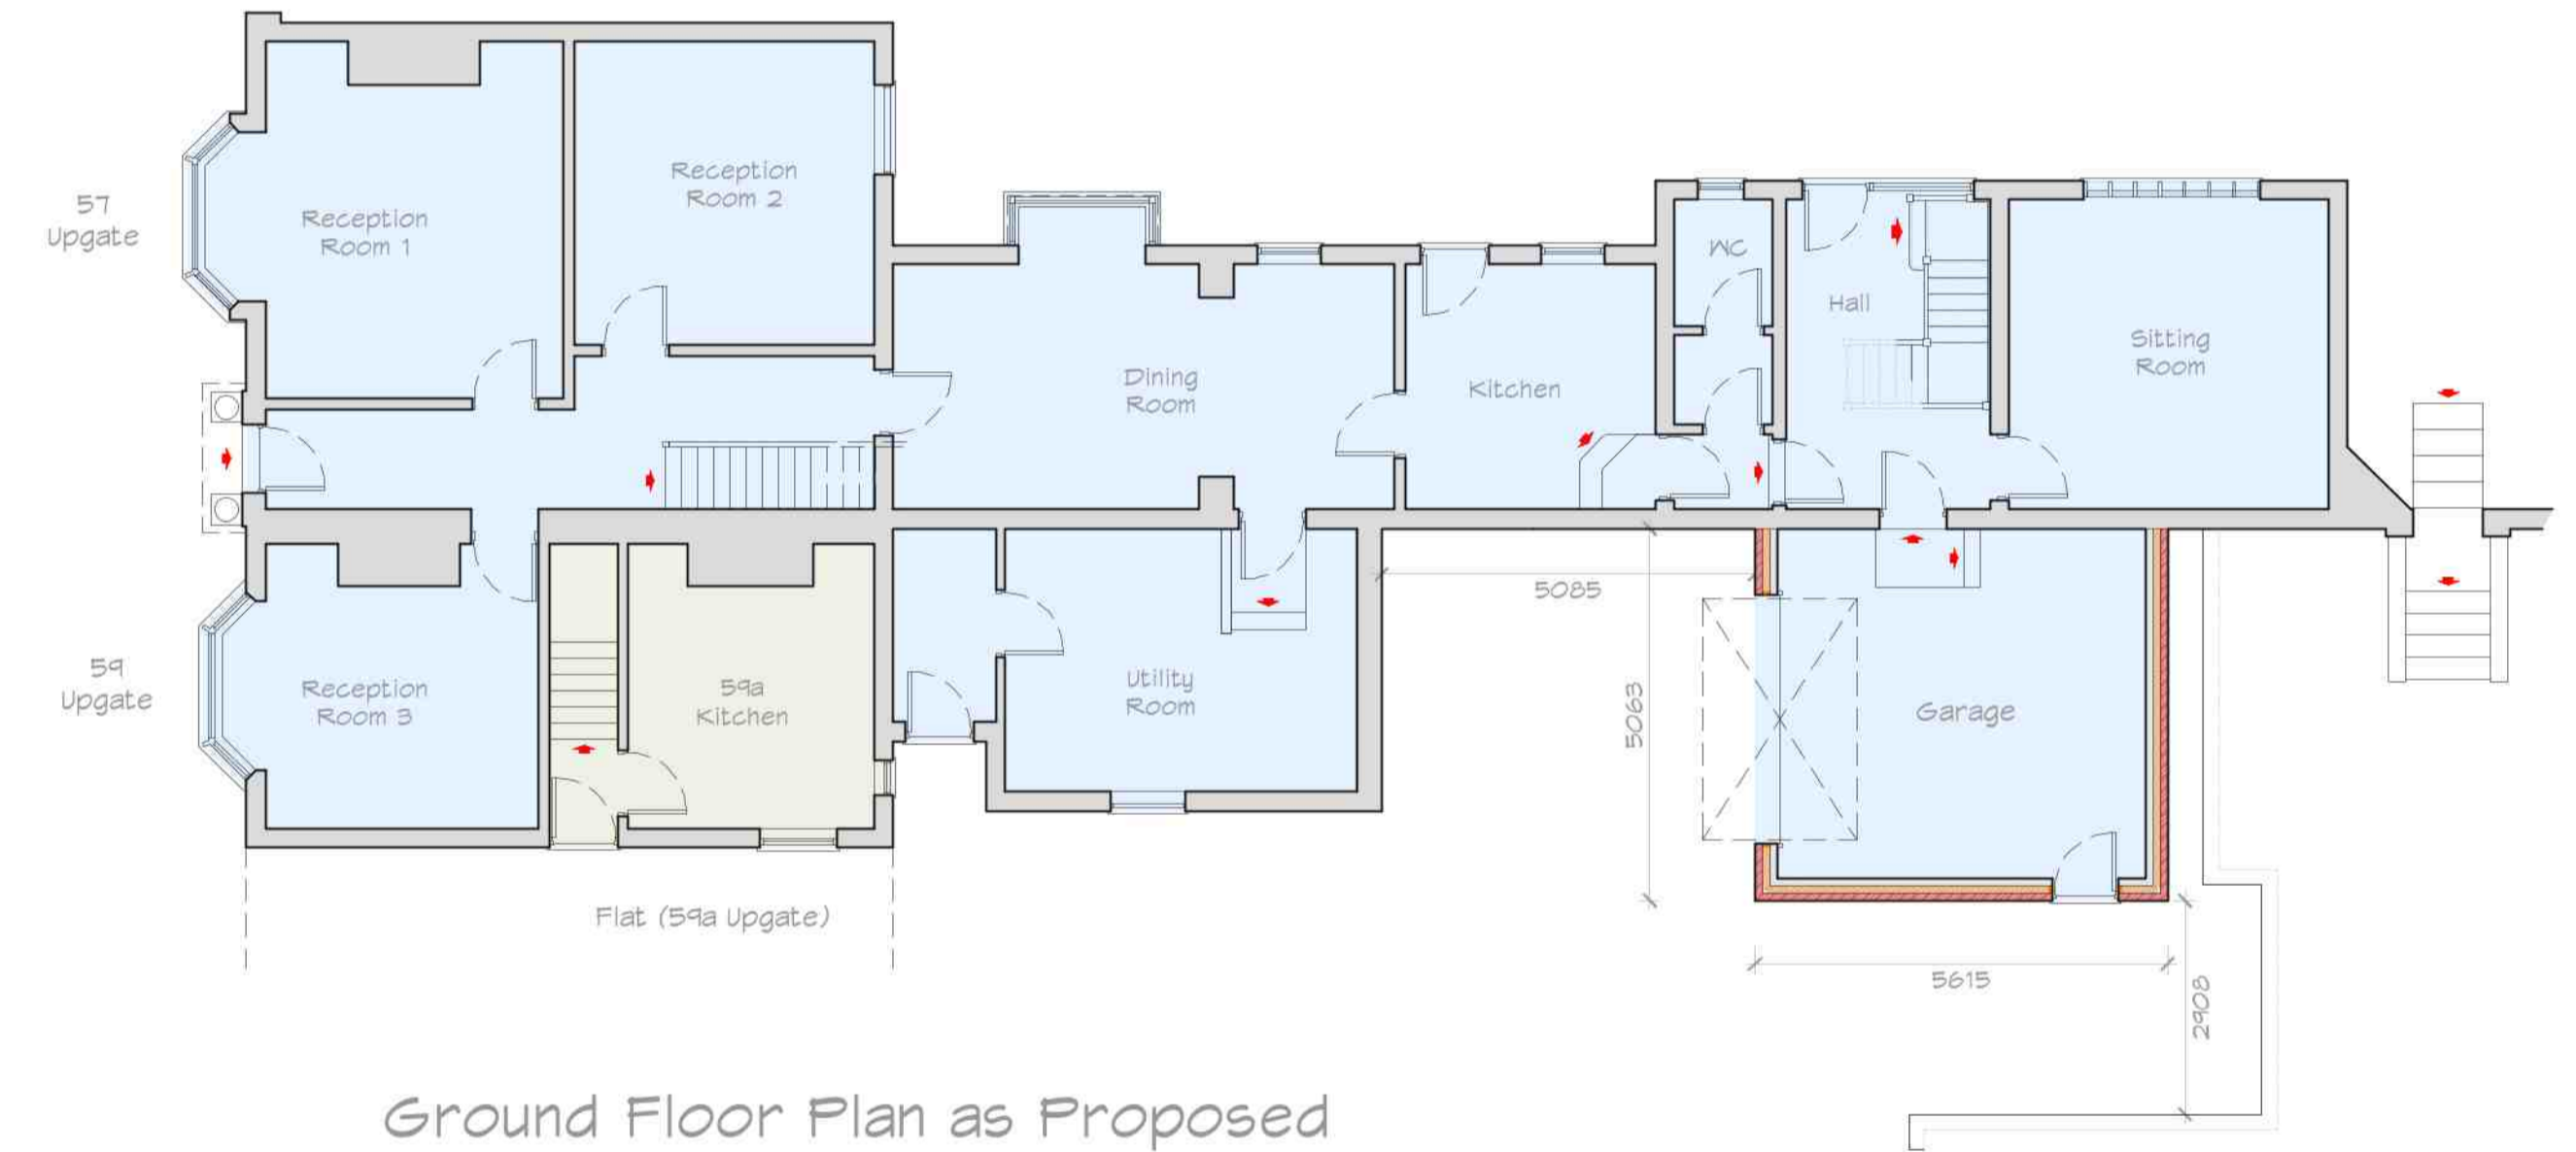 57
Upgate
Reception
Room 1
Reception
Room 2
WC
Hall
Sitting
Room
Dining
Room
Kitchen
5085
59
Upgate
Reception
Room 3
59a
Kitchen
Utility
Room
5063
Garage
Flat (59a Upgate)
5615
2908
Ground Floor Plan as Proposed